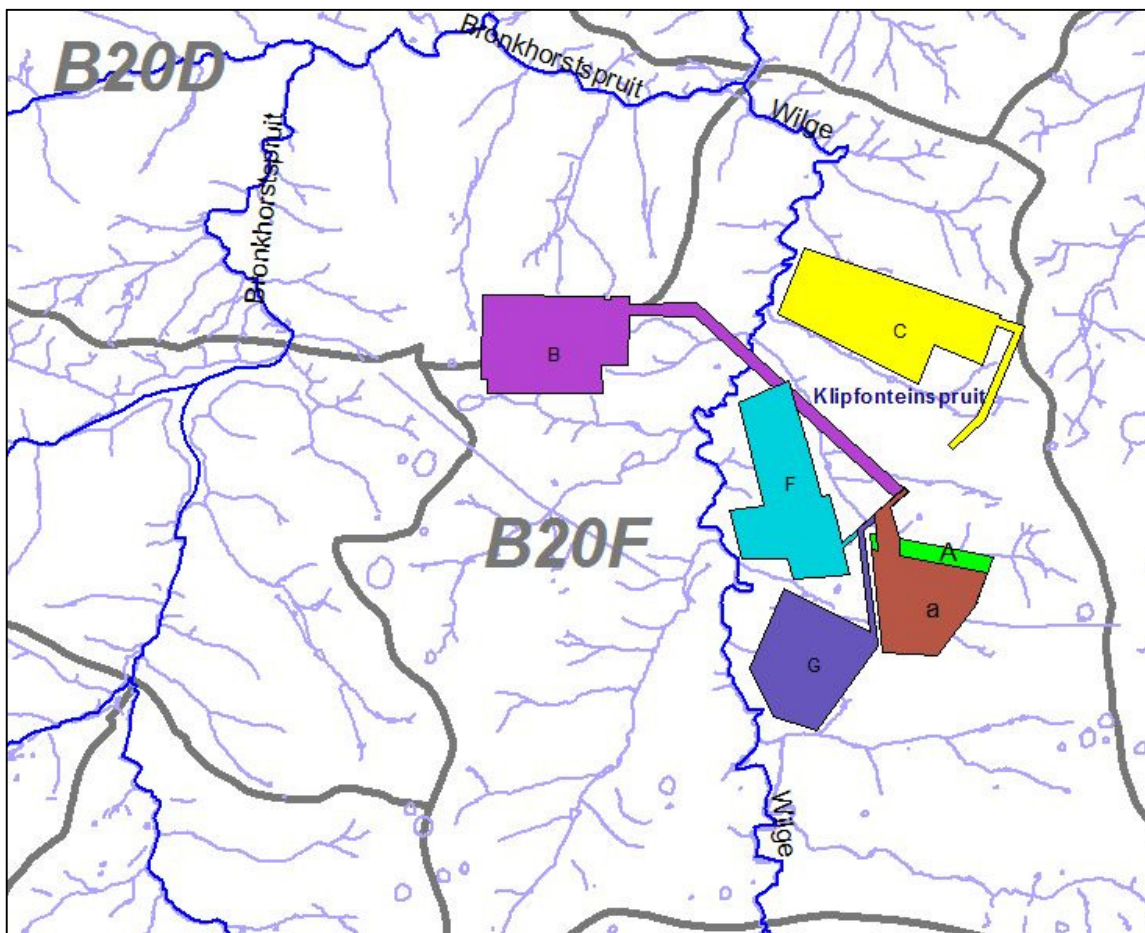 B20D
Bronkhorstspruit
Wilge
Bronkhorstspruit
B
C
Klipfonteinspruit
F
B20F
A
a
G
Wilge